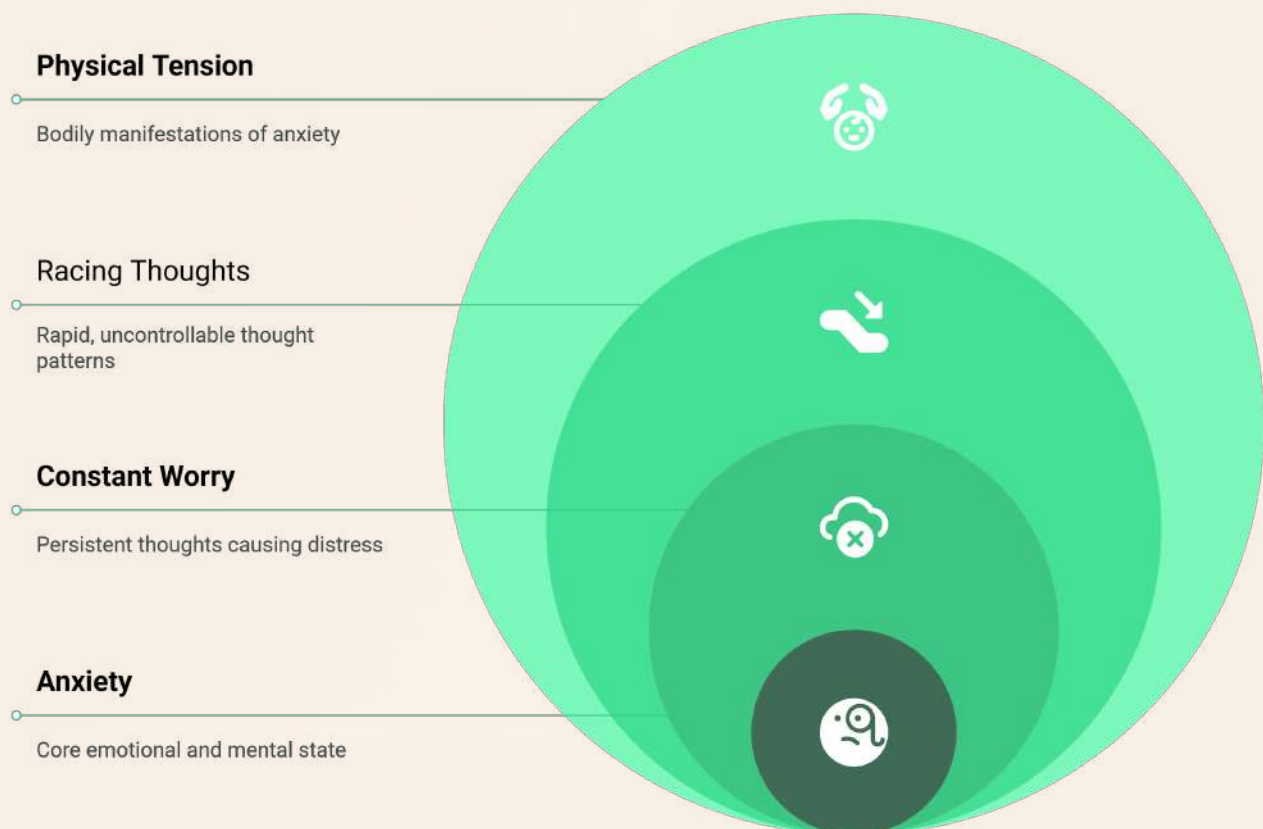 Physical Tension
Bodily manifestations of anxiety
Racing Thoughts
Rapid, uncontrollable thought
patterns
Constant Worry
Persistent thoughts causing distress
Anxiety
Core emotional and mental state